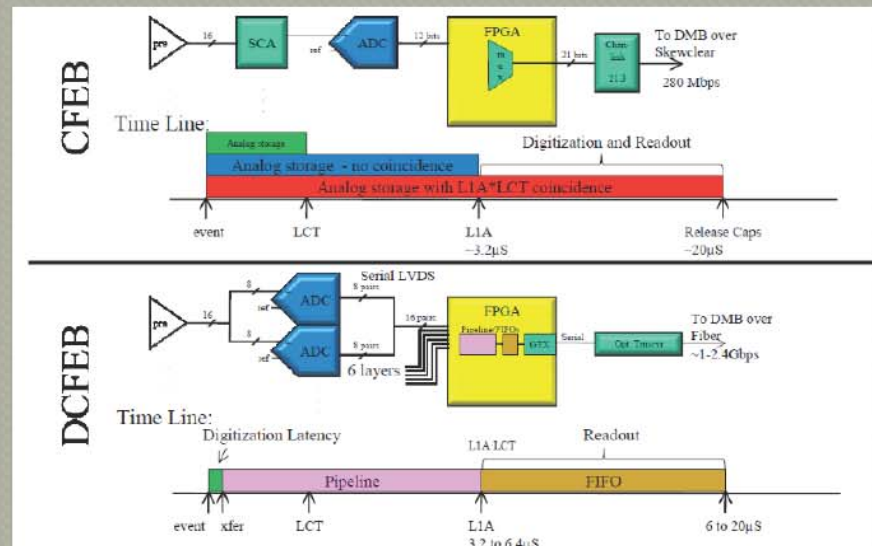 CFEB
pre
16
SCA
ref
ADC
12 bits
FPGA
mux
21 bits
Chan-link
21:3
To DMB over
Skewclear
280 Mbps
Time Line:
Analog storage
Analog storage - no coincidence
Analog storage with L1A*LCT coincidence
Digitization and Readout
event
LCT
L1A
~3.2µS
Release Caps
~20µS
DCFEB
pre
16
8
8
ref
ref
ADC
ADC
Serial LVDS
8 pairs
8 pairs
16 pairs
6 layers
FPGA
Pipeline/FIFOs
GTX
Serial
Opt. Trnscvr
To DMB over
Fiber
~1-2.4Gbps
Time Line:
Digitization Latency
L1A LCT
Readout
Pipeline
FIFO
event
xfer
LCT
L1A
3.2 to 6.4µS
6 to 20µS